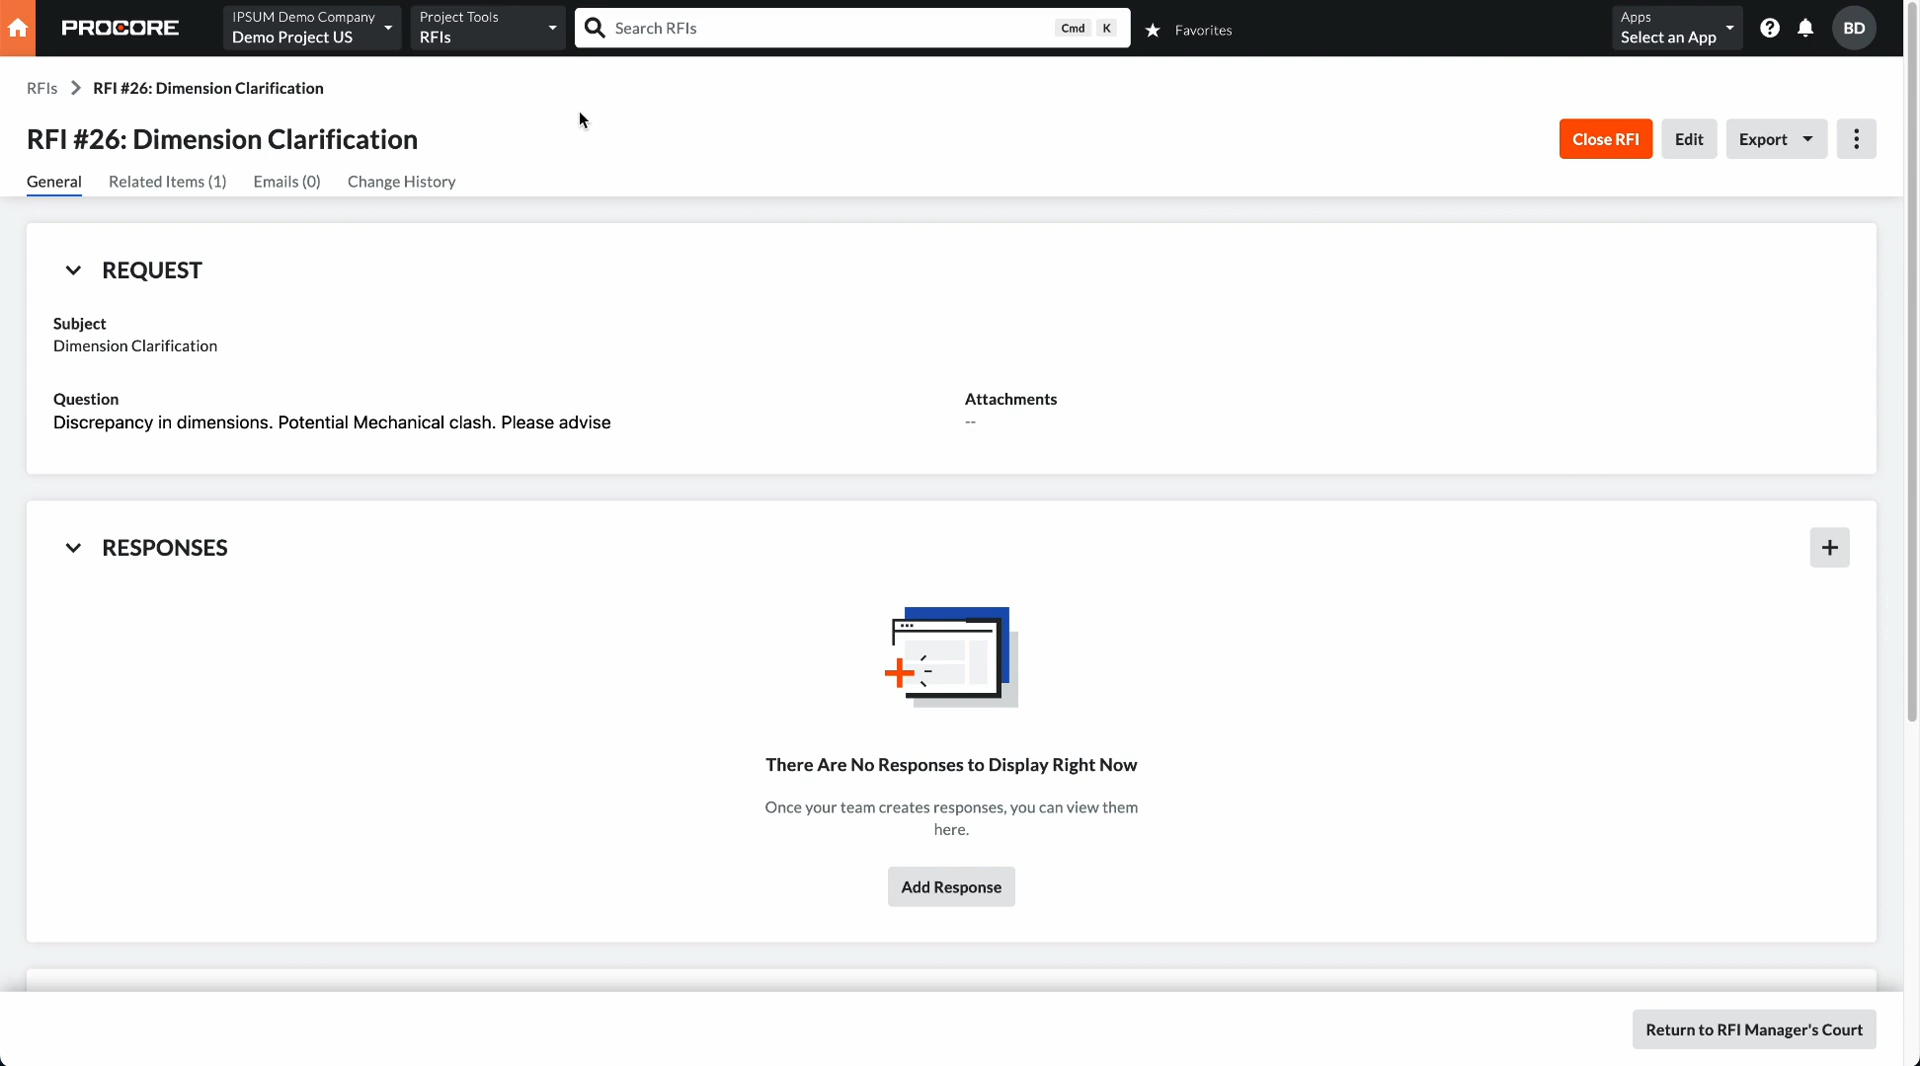 PROCORE
IPSUM Demo Company
Demo Project US
Project Tools
RFIs
Search RFIs
Cmd K
Favorites
Apps
Select an App
BD
RFIs
RFI #26: Dimension Clarification
RFI #26: Dimension Clarification
Close RFI
Edit
Export
General
Related Items (1)
Emails (0)
Change History
REQUEST
Subject
Dimension Clarification
Question
Discrepancy in dimensions. Potential Mechanical clash. Please advise
Attachments
--
RESPONSES
There Are No Responses to Display Right Now
Once your team creates responses, you can view them
here.
Add Response
Return to RFI Manager's Court